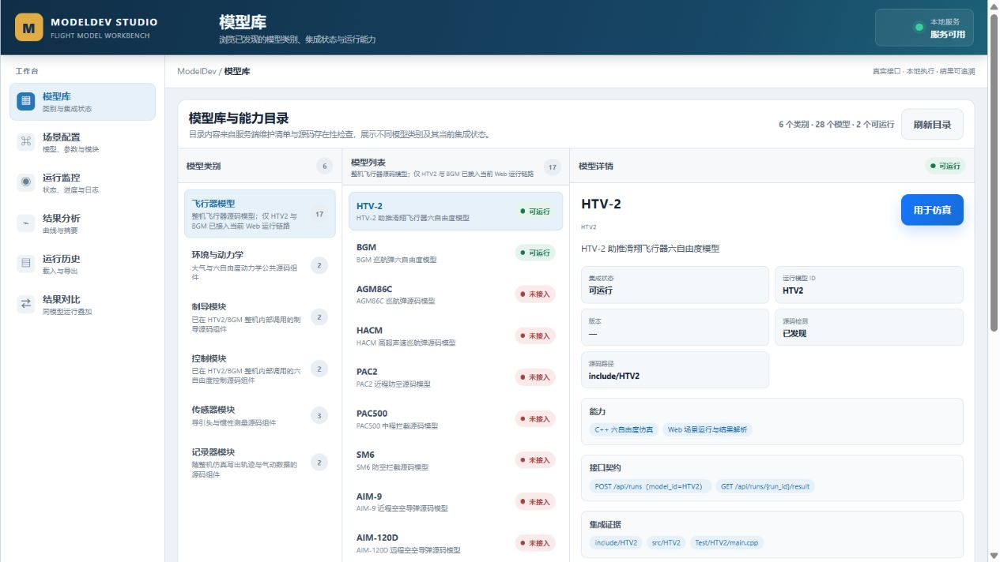 M
MODELDEV STUDIO
FLIGHT MODEL WORKBENCH
模型库
浏览已发现的模型类别、集成状态与运行能力
本地服务
服务可用
工作台
模型库
类别与集成状态
场景配置
模型、参数与模块
运行监控
状态、进度与日志
结果分析
曲线与摘要
运行历史
载入与导出
结果对比
同模型运行叠加
ModelDev / 模型库
真实接口 · 本地执行 · 结果可追溯
模型库与能力目录
目录内容来自服务端维护清单与源码存在性检查，展示不同模型类别及其当前集成状态。
6 个类别 · 28 个模型 · 2 个可运行
刷新目录
模型类别
6
飞行器模型
整机飞行器源码模型；仅 HTV2 与
BGM 已接入当前 Web 运行链路
17
环境与动力学
大气与六自由度动力学公共源码组
件
2
制导模块
已在 HTV2/BGM 整机内部调用的制
导源码组件
2
控制模块
已在 HTV2/BGM 整机内部调用的六
自由度控制源码组件
2
传感器模块
导引头与惯性测量源码组件
3
记录器模块
随整机仿真写出轨迹与气动数据的
源码组件
2
模型列表
整机飞行器源码模型；仅 HTV2 与 BGM 已接入当前 Web 运行链路
17
HTV-2
HTV-2 助推滑翔飞行器六自由度模型
可运行
BGM
BGM 巡航弹六自由度模型
可运行
AGM86C
AGM86C 巡航弹源码模型
未接入
HACM
HACM 高超声速巡航弹源码模型
未接入
PAC2
PAC2 近程防空源码模型
未接入
PAC500
PAC500 中程拦截源码模型
未接入
SM6
SM6 防空拦截源码模型
未接入
AIM-9
AIM-9 近程空空导弹源码模型
未接入
AIM-120D
AIM-120D 远程空空导弹源码模型
未接入
模型详情
可运行
HTV-2
HTV2
用于仿真
HTV-2 助推滑翔飞行器六自由度模型
集成状态
可运行
运行模型 ID
HTV2
版本
—
源码检测
已发现
源码路径
include/HTV2
能力
C++ 六自由度仿真
Web 场景运行与结果解析
接口契约
POST /api/runs（model_id=HTV2）
GET /api/runs/{run_id}/result
集成证据
include/HTV2
src/HTV2
Test/HTV2/main.cpp